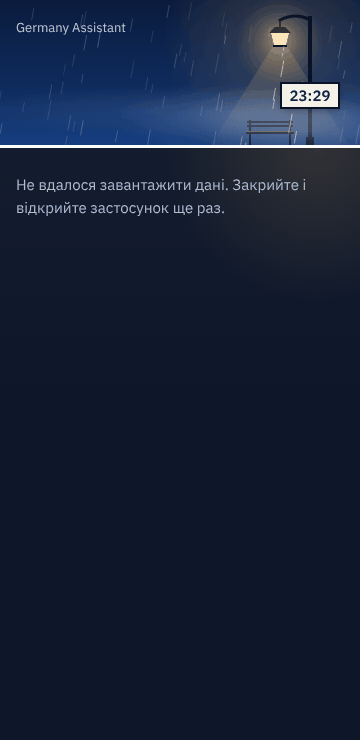 Germany Assistant
23:29
Не вдалося завантажити дані. Закрийте і
відкрийте застосунок ще раз.